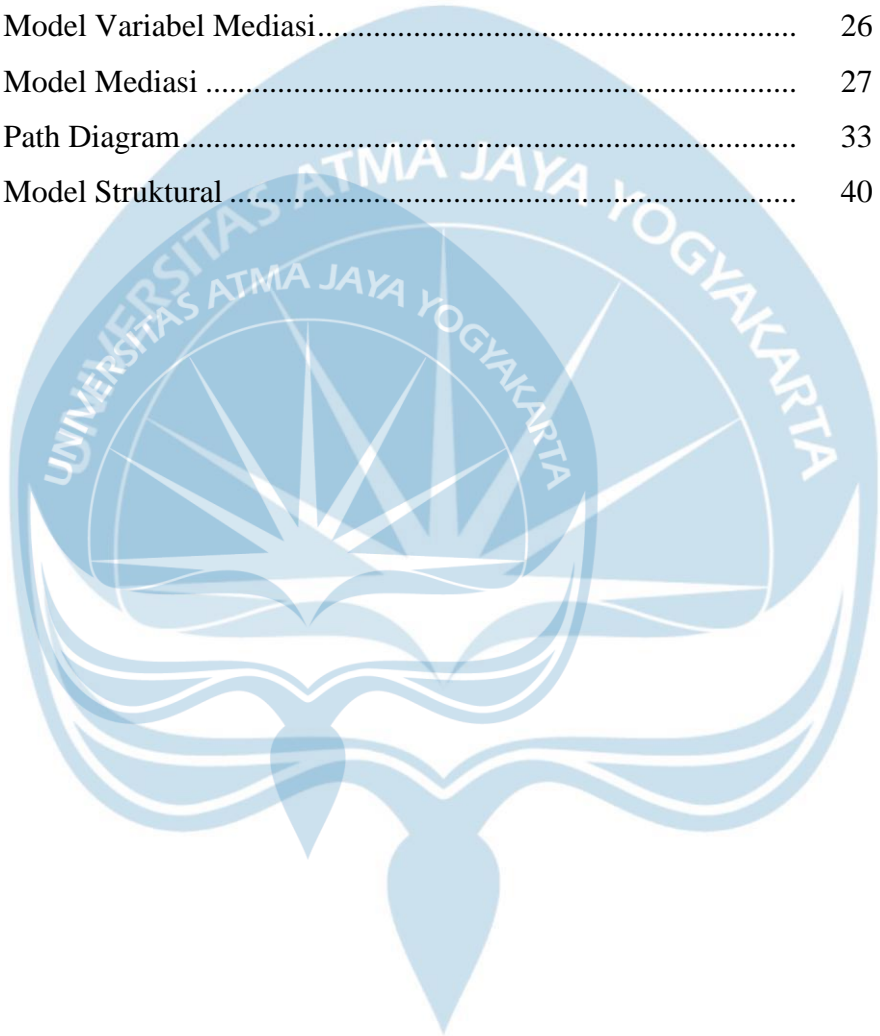 Model Variabel Mediasi............................................................. 26
Model Mediasi ........................................................................... 27
Path Diagram.............................................................................. 33
Model Struktural ........................................................................ 40
UNIVERSITAS ATMA JAYA YOGYAKARTA
UNIVERSITAS ATMA JAYA YOGYAKARTA